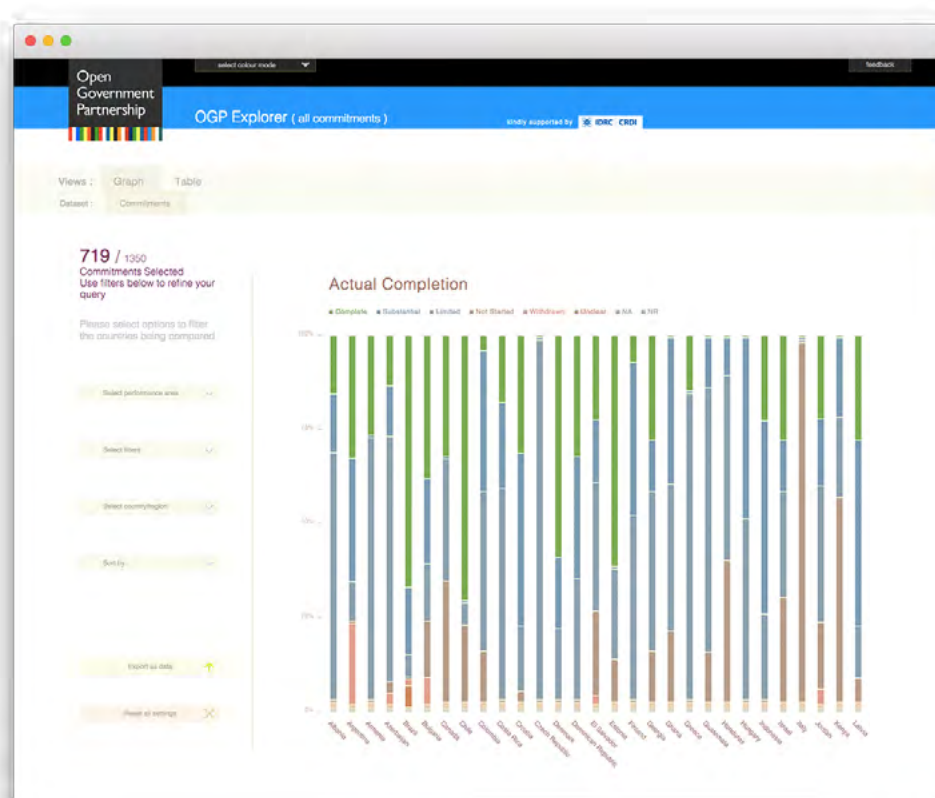 select colour mode
feedback
Open
Government
Partnership
OGP Explorer ( all commitments )
kindly supported by IDRC CRDI
Views : Graph Table
Dataset : Commitments
719 / 1350
Commitments Selected
Use filters below to refine your
query
Please select options to filter
the countries being compared
Select performance area
Select filters
Select country/region
Sort by
Export as data
Reset all settings
Actual Completion
Complete Substantial Limited Not Started Withdrawn Unclear NA NR
100%
Albania
Argentina
Armenia
Azerbaijan
Brazil
Bulgaria
Canada
Chile
Colombia
Costa Rica
Croatia
Czech Republic
Denmark
Dominican Republic
El Salvador
Estonia
Finland
Georgia
Ghana
Greece
Guatemala
Honduras
Hungary
Indonesia
Israel
Italy
Jordan
Kenya
Latvia